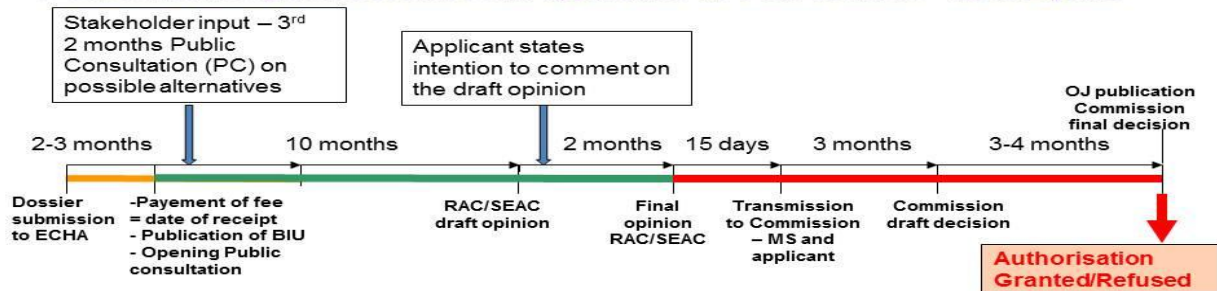 Stakeholder input – 3rd
2 months Public
Consultation (PC) on
possible alternatives
Applicant states
intention to comment on
the draft opinion
OJ publication
Commission
final decision
2-3 months
10 months
2 months
15 days
3 months
3-4 months
Dossier
submission
to ECHA
-Payement of fee
= date of receipt
- Publication of BIU
- Opening Public
consultation
RAC/SEAC
draft opinion
Final
opinion
RAC/SEAC
Transmission
to Commission
– MS and
applicant
Commission
draft decision
Authorisation
Granted/Refused